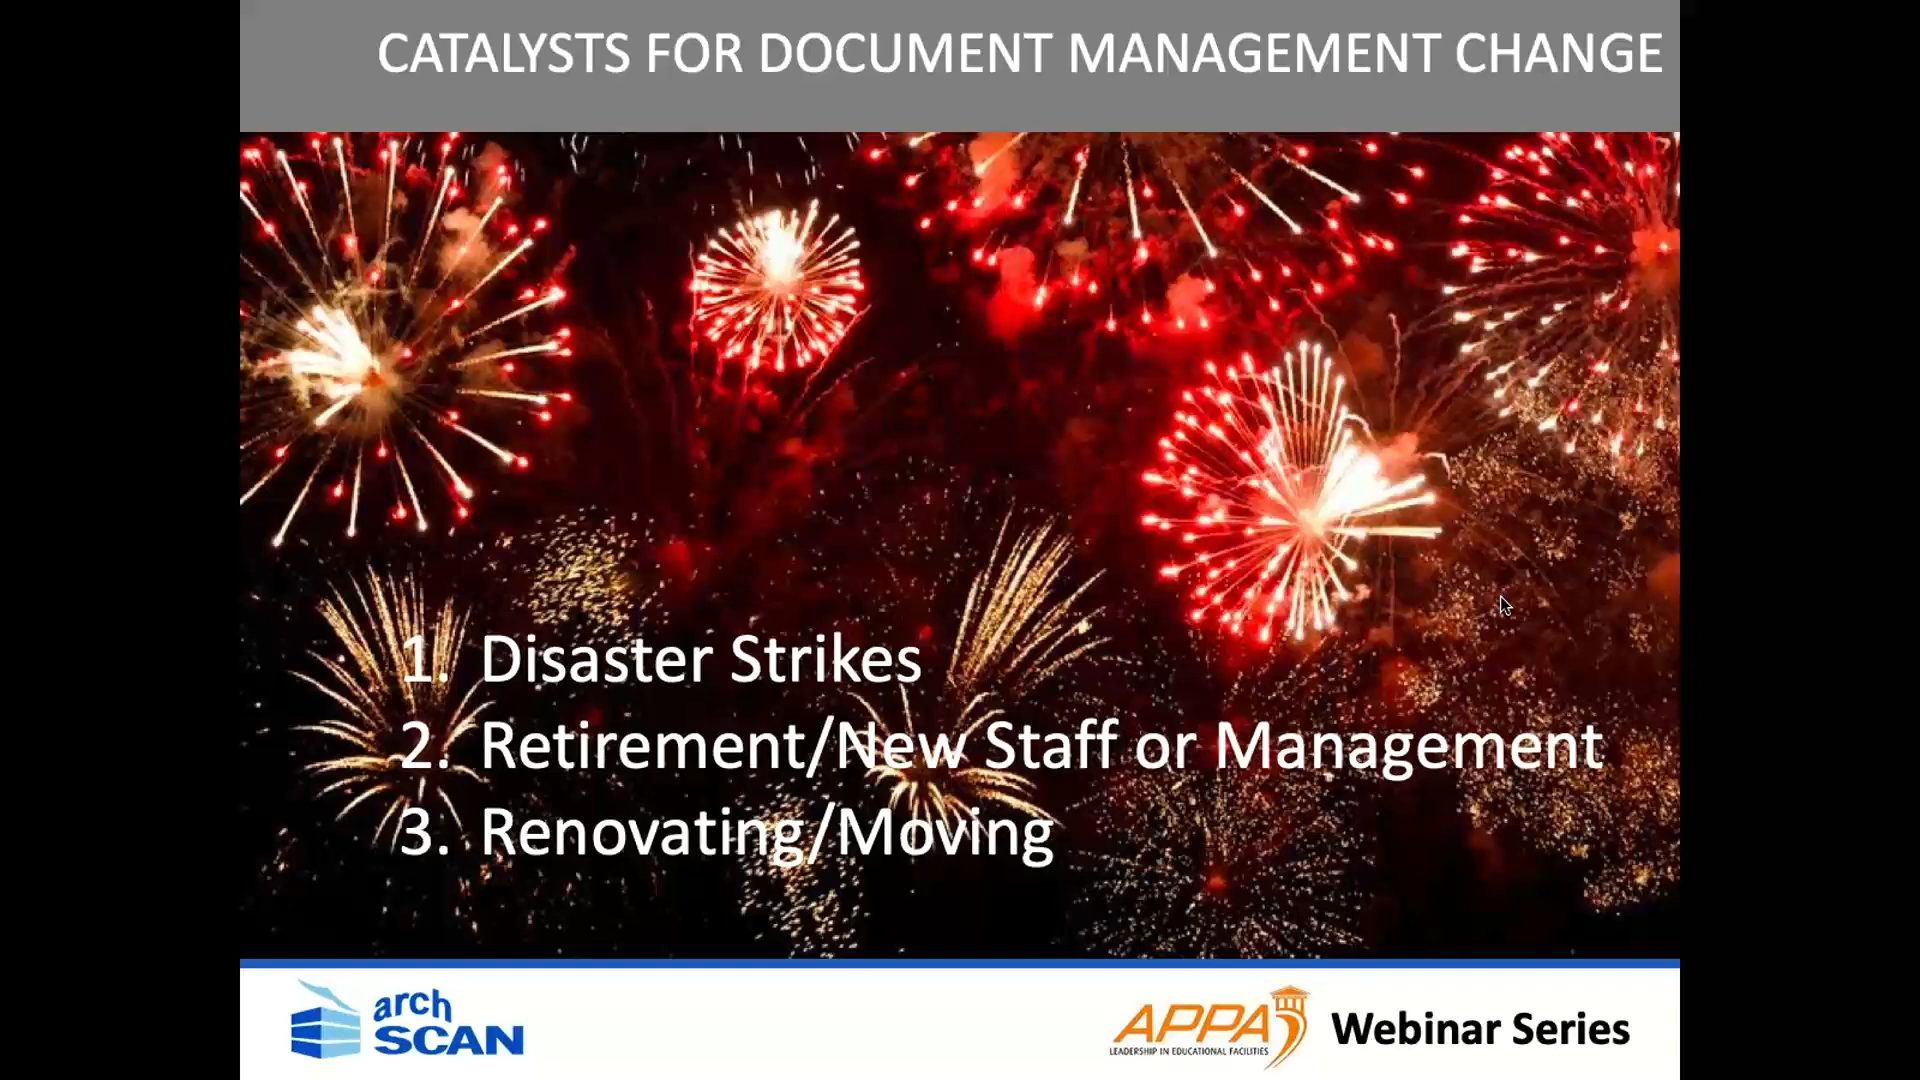 CATALYSTS FOR DOCUMENT MANAGEMENT CHANGE
1. Disaster Strikes
2. Retirement/New Staff or Management
3. Renovating/Moving
arch
SCAN
APPA
LEADERSHIP IN EDUCATIONAL FACILITIES
Webinar Series